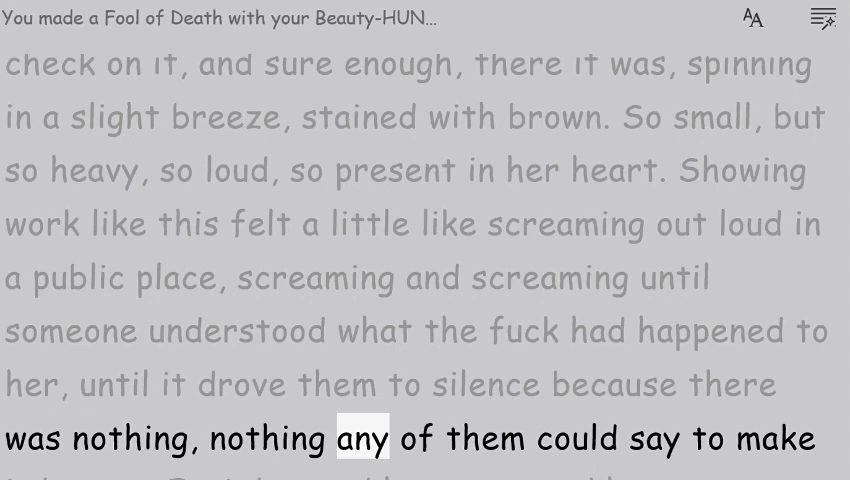 You made a Fool of Death with your Beauty-HUN...
AA
check on it, and sure enough, there it was, spinning
in a slight breeze, stained with brown. So small, but
so heavy, so loud, so present in her heart. Showing
work like this felt a little like screaming out loud in
a public place, screaming and screaming until
someone understood what the fuck had happened to
her, until it drove them to silence because there
was nothing, nothing any of them could say to make